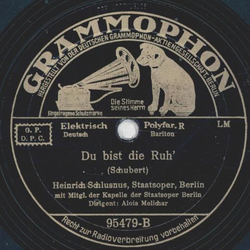 GRAMMOPHON
HERGESTELLT VON DER DEUTSCHEN GRAMMOPHON-AKTIENGESELLSCHAFT, BERLIN
Die Stimme
seines Herrn
Eingetragene Schutzmarke
G. P.
D. P. C.
Elektrisch
Deutsch
Polyfar. R
Bariton
LM
Du bist die Ruh'
(Schubert)
Heinrich Schlusnus, Staatsoper, Berlin
mit Mitgl. der Kapelle der Staatsoper Berlin
Dirigent: Alois Melichar
95479-B
Recht zur Radioverbreitung vorbehalten